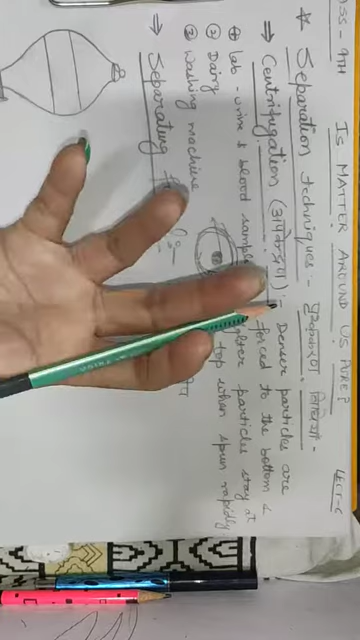 CLASS - 9TH IS MATTER AROUND US PURE? LECT-6
* Separation techniques:- पृथक्करण विधियाँ -
⇒ Centrifugation (अपकेंद्रण):- Denser particles are
forced to the bottom &
lighter particles stay at
top when spun rapidly
① Lab - urine & blood sample
② Dairy
③ Washing machine
⇒ Separating